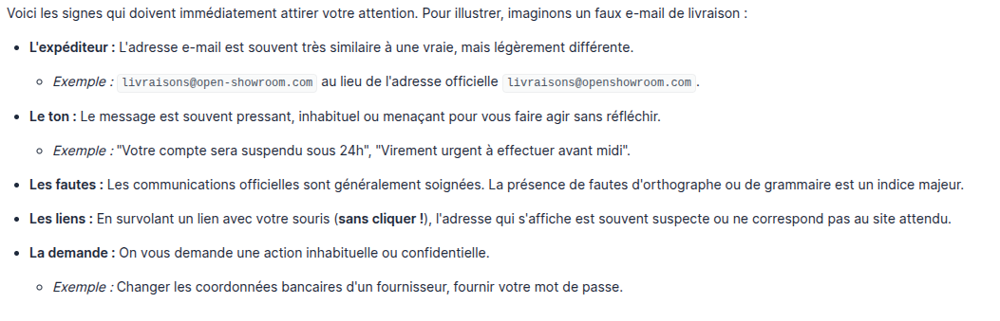 Voici les signes qui doivent immédiatement attirer votre attention. Pour illustrer, imaginons un faux e-mail de livraison :
• L'expéditeur : L'adresse e-mail est souvent très similaire à une vraie, mais légèrement différente.
◦ Exemple : livraisons@open-showroom.com au lieu de l'adresse officielle livraisons@openshowroom.com.
• Le ton : Le message est souvent pressant, inhabituel ou menaçant pour vous faire agir sans réfléchir.
◦ Exemple : "Votre compte sera suspendu sous 24h", "Virement urgent à effectuer avant midi".
• Les fautes : Les communications officielles sont généralement soignées. La présence de fautes d'orthographe ou de grammaire est un indice majeur.
• Les liens : En survolant un lien avec votre souris (sans cliquer !), l'adresse qui s'affiche est souvent suspecte ou ne correspond pas au site attendu.
• La demande : On vous demande une action inhabituelle ou confidentielle.
◦ Exemple : Changer les coordonnées bancaires d'un fournisseur, fournir votre mot de passe.